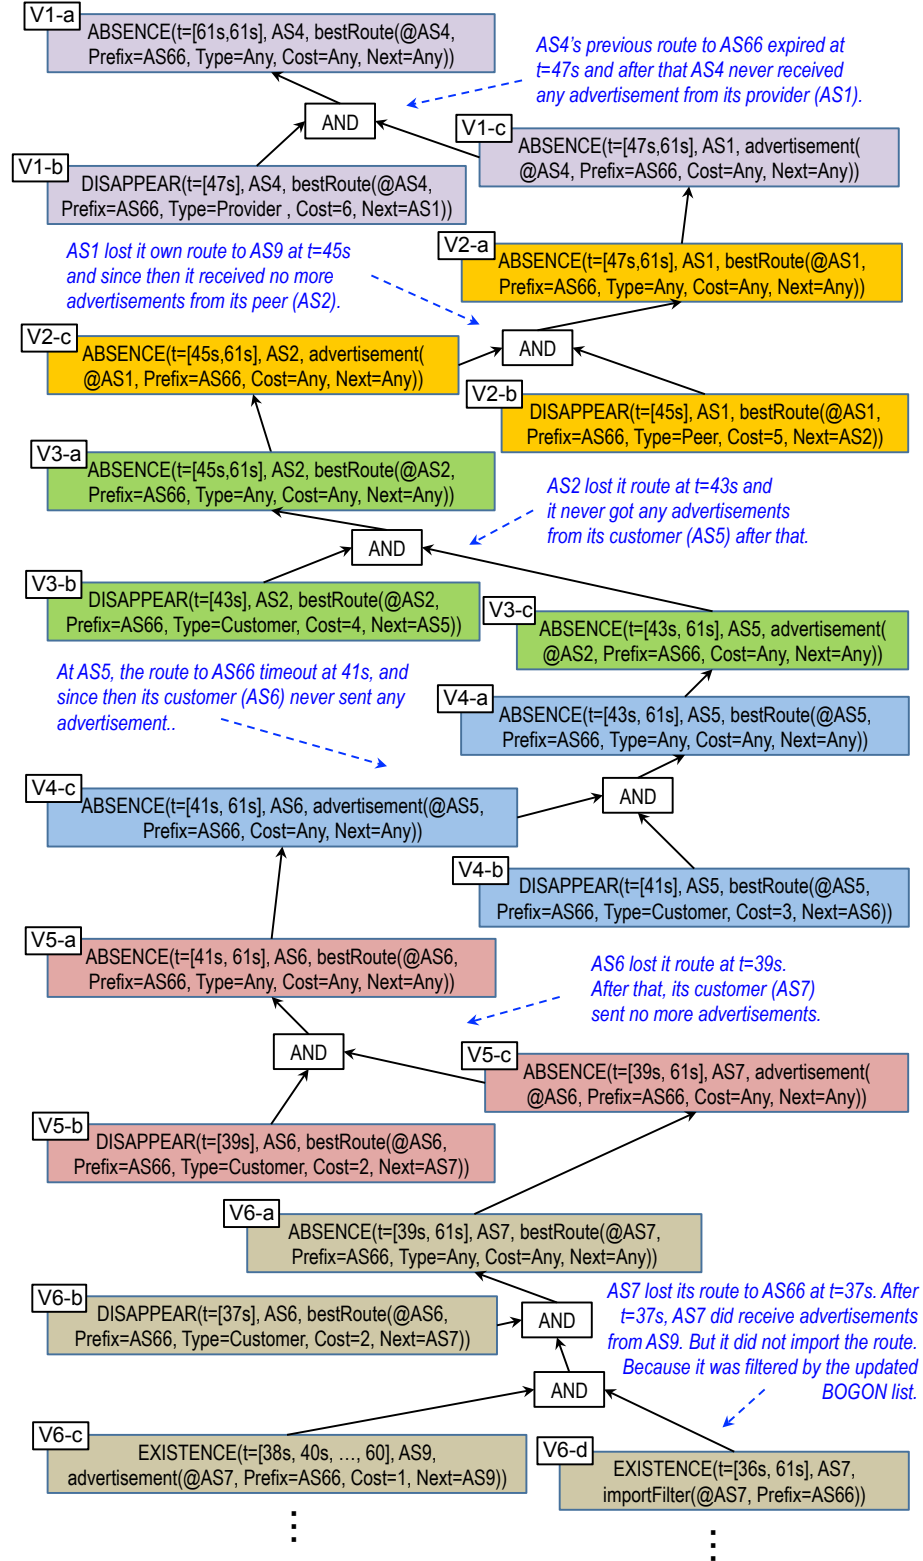 V1-a
ABSENCE(t=[61s,61s], AS4, bestRoute(@AS4,
Prefix=AS66, Type=Any, Cost=Any, Next=Any))
AS4's previous route to AS66 expired at
t=47s and after that AS4 never received
any advertisement from its provider (AS1).
AND
V1-c
ABSENCE(t=[47s,61s], AS1, advertisement(
@AS4, Prefix=AS66, Cost=Any, Next=Any))
V1-b
DISAPPEAR(t=[47s], AS4, bestRoute(@AS4,
Prefix=AS66, Type=Provider , Cost=6, Next=AS1))
AS1 lost it own route to AS9 at t=45s
and since then it received no more
advertisements from its peer (AS2).
V2-a
ABSENCE(t=[47s,61s], AS1, bestRoute(@AS1,
Prefix=AS66, Type=Any, Cost=Any, Next=Any))
AND
V2-c
ABSENCE(t=[45s,61s], AS2, advertisement(
@AS1, Prefix=AS66, Cost=Any, Next=Any))
V2-b
DISAPPEAR(t=[45s], AS1, bestRoute(@AS1,
Prefix=AS66, Type=Peer, Cost=5, Next=AS2))
V3-a
ABSENCE(t=[45s,61s], AS2, bestRoute(@AS2,
Prefix=AS66, Type=Any, Cost=Any, Next=Any))
AS2 lost it route at t=43s and
it never got any advertisements
from its customer (AS5) after that.
AND
V3-b
DISAPPEAR(t=[43s], AS2, bestRoute(@AS2,
Prefix=AS66, Type=Customer, Cost=4, Next=AS5))
V3-c
ABSENCE(t=[43s, 61s], AS5, advertisement(
@AS2, Prefix=AS66, Cost=Any, Next=Any))
At AS5, the route to AS66 timeout at 41s, and
since then its customer (AS6) never sent any
advertisement..
V4-a
ABSENCE(t=[43s, 61s], AS5, bestRoute(@AS5,
Prefix=AS66, Type=Any, Cost=Any, Next=Any))
V4-c
ABSENCE(t=[41s, 61s], AS6, advertisement(@AS5,
Prefix=AS66, Cost=Any, Next=Any))
AND
V4-b
DISAPPEAR(t=[41s], AS5, bestRoute(@AS5,
Prefix=AS66, Type=Customer, Cost=3, Next=AS6))
V5-a
ABSENCE(t=[41s, 61s], AS6, bestRoute(@AS6,
Prefix=AS66, Type=Any, Cost=Any, Next=Any))
AS6 lost it route at t=39s.
After that, its customer (AS7)
sent no more advertisements.
AND
V5-c
ABSENCE(t=[39s, 61s], AS7, advertisement(
@AS6, Prefix=AS66, Cost=Any, Next=Any))
V5-b
DISAPPEAR(t=[39s], AS6, bestRoute(@AS6,
Prefix=AS66, Type=Customer, Cost=2, Next=AS7))
V6-a
ABSENCE(t=[39s, 61s], AS7, bestRoute(@AS7,
Prefix=AS66, Type=Any, Cost=Any, Next=Any))
V6-b
DISAPPEAR(t=[37s], AS6, bestRoute(@AS6,
Prefix=AS66, Type=Customer, Cost=2, Next=AS7))
AND
AS7 lost its route to AS66 at t=37s. After
t=37s, AS7 did receive advertisements
from AS9. But it did not import the route.
Because it was filtered by the updated
BOGON list.
AND
V6-c
EXISTENCE(t=[38s, 40s, ..., 60], AS9,
advertisement(@AS7, Prefix=AS66, Cost=1, Next=AS9))
V6-d
EXISTENCE(t=[36s, 61s], AS7,
importFilter(@AS7, Prefix=AS66))